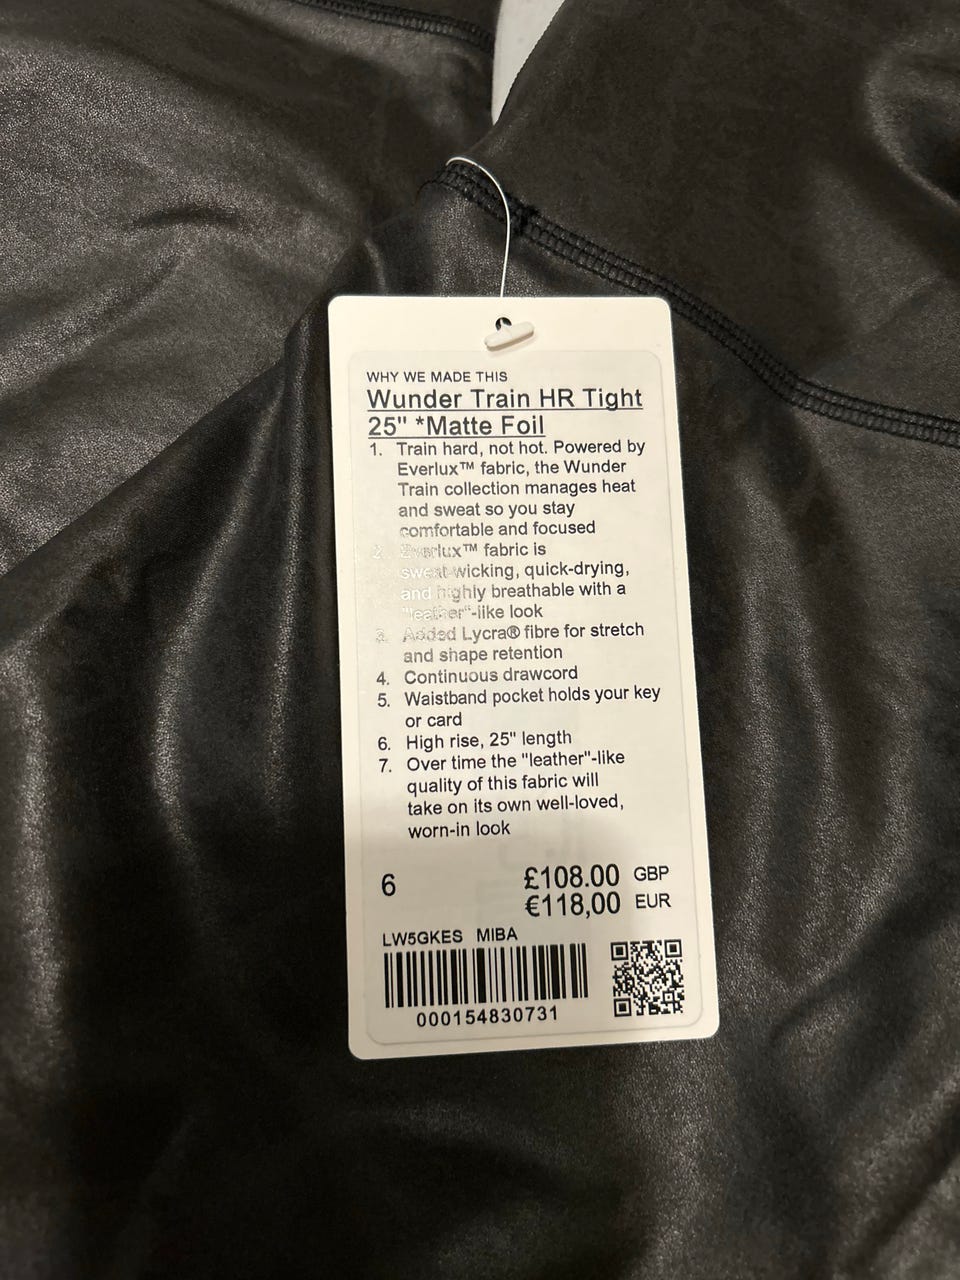 WHY WE MADE THIS
Wunder Train HR Tight
25" *Matte Foil
1. Train hard, not hot. Powered by
Everlux™ fabric, the Wunder
Train collection manages heat
and sweat so you stay
comfortable and focused
2. Everlux™ fabric is
sweat-wicking, quick-drying,
and highly breathable with a
"leather"-like look
3. Added Lycra® fibre for stretch
and shape retention
4. Continuous drawcord
5. Waistband pocket holds your key
or card
6. High rise, 25" length
7. Over time the "leather"-like
quality of this fabric will
take on its own well-loved,
worn-in look
6 £108.00 GBP
€118,00 EUR
LW5GKES MIBA
000154830731